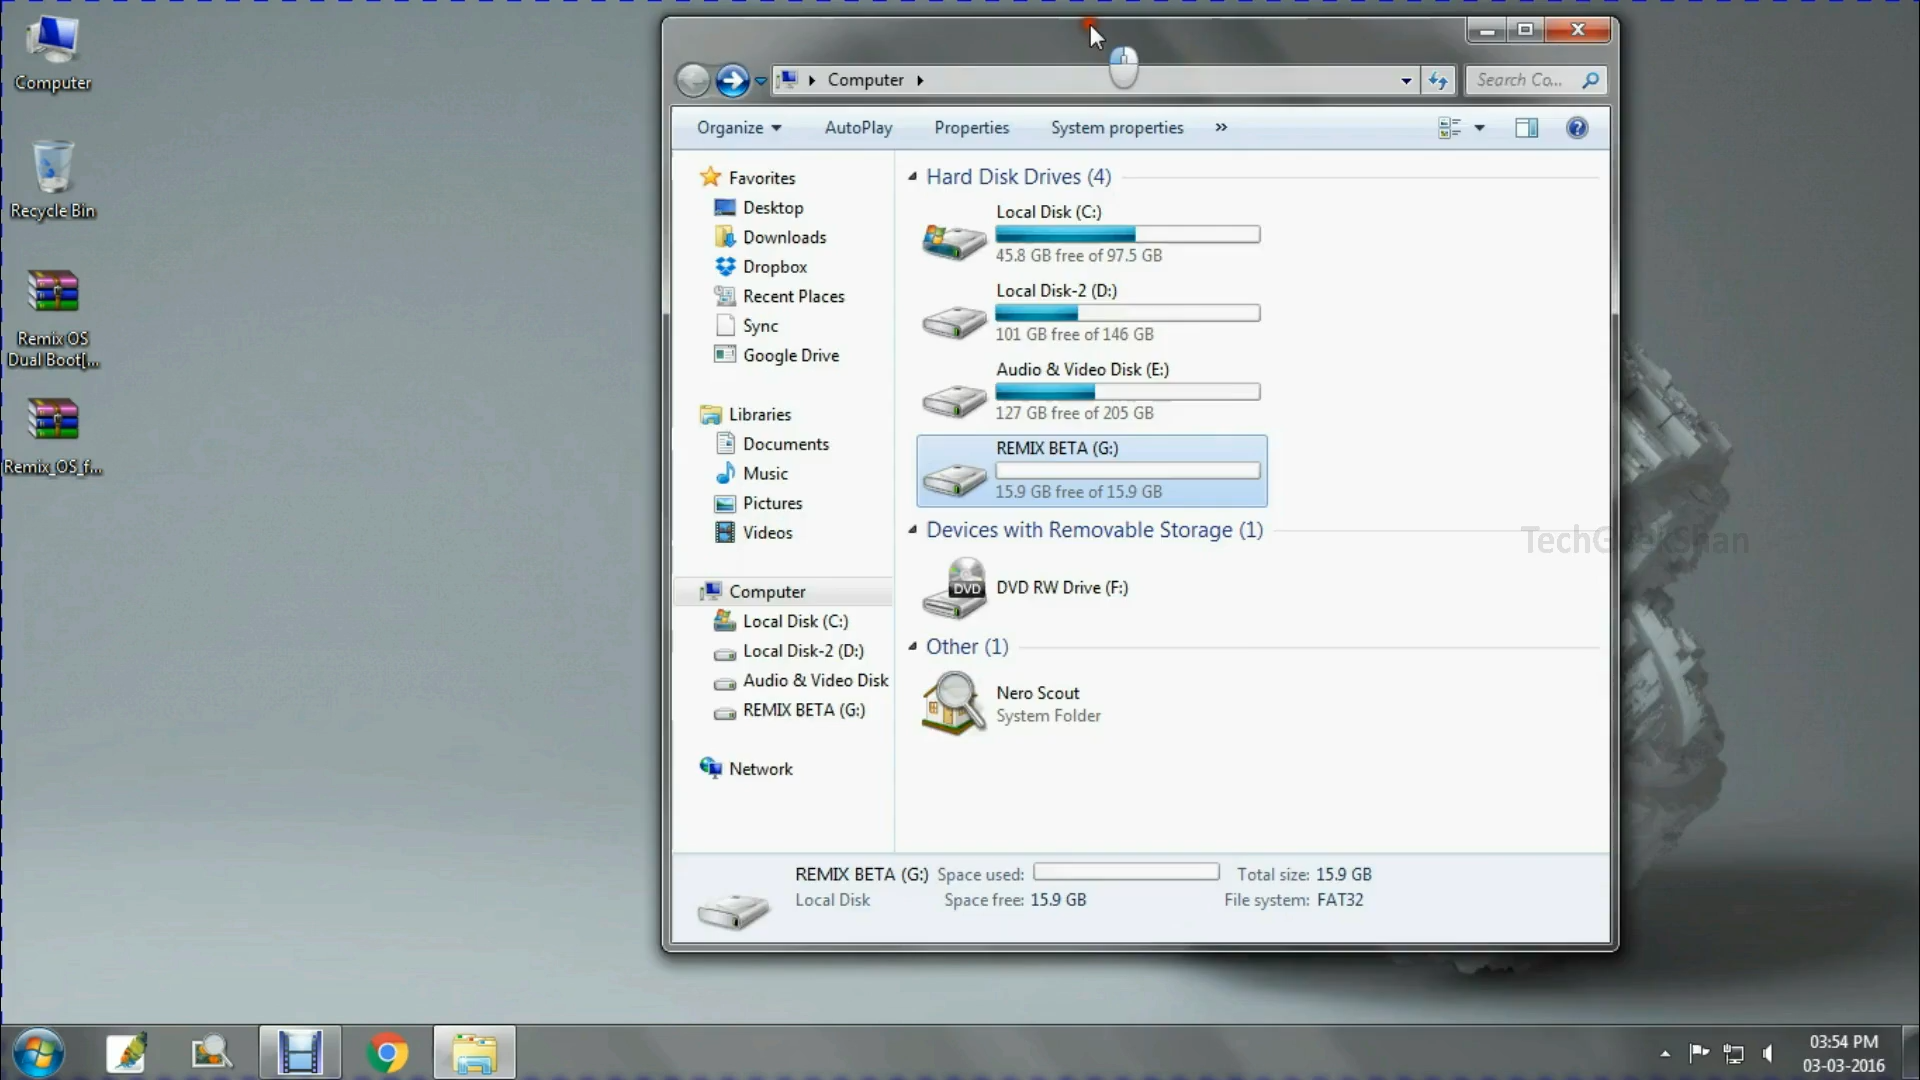 Computer
Recycle Bin
Remix OS
Dual Boot[...
Remix_OS_f...
Computer
Search Co...
Organize
AutoPlay
Properties
System properties
»
Favorites
Desktop
Downloads
Dropbox
Recent Places
Sync
Google Drive
Libraries
Documents
Music
Pictures
Videos
Computer
Local Disk (C:)
Local Disk-2 (D:)
Audio & Video Disk
REMIX BETA (G:)
Network
Hard Disk Drives (4)
Local Disk (C:)
45.8 GB free of 97.5 GB
Local Disk-2 (D:)
101 GB free of 146 GB
Audio & Video Disk (E:)
127 GB free of 205 GB
REMIX BETA (G:)
15.9 GB free of 15.9 GB
Devices with Removable Storage (1)
DVD
DVD RW Drive (F:)
Other (1)
Nero Scout
System Folder
TechGeekShan
REMIX BETA (G:) Space used: Total size: 15.9 GB
Local Disk Space free: 15.9 GB File system: FAT32
03:54 PM
03-03-2016